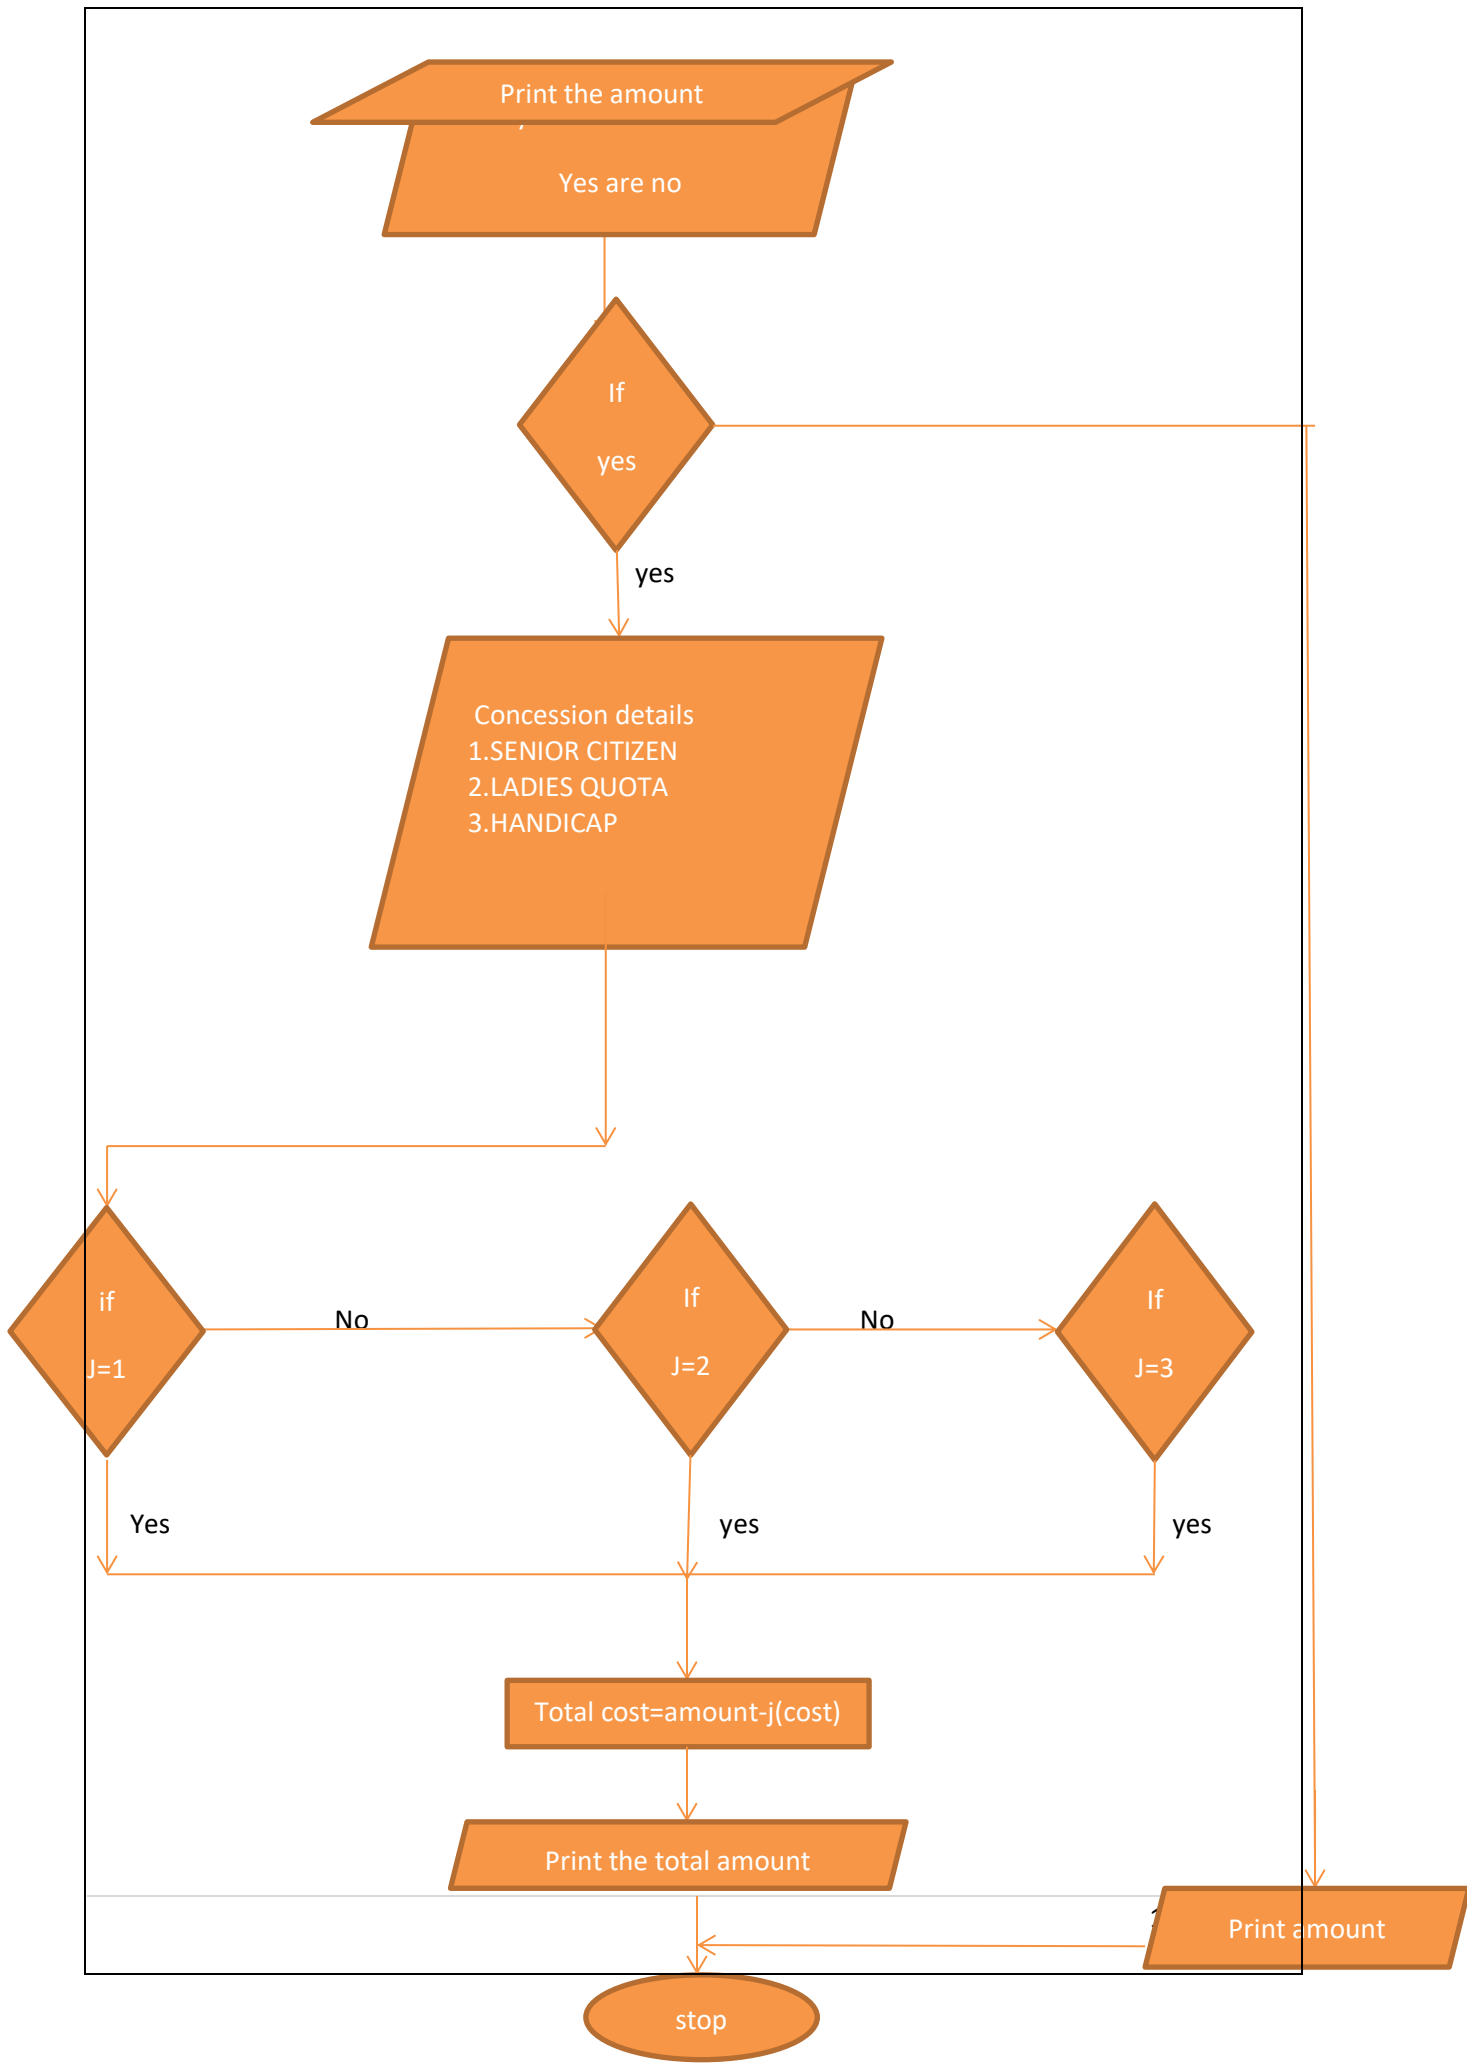 Print the amount
Yes are no
If
yes
yes
Concession details
1.SENIOR CITIZEN
2.LADIES QUOTA
3.HANDICAP
if
J=1
No
If
J=2
No
If
J=3
Yes
yes
yes
Total cost=amount-j(cost)
Print the total amount
Print amount
stop